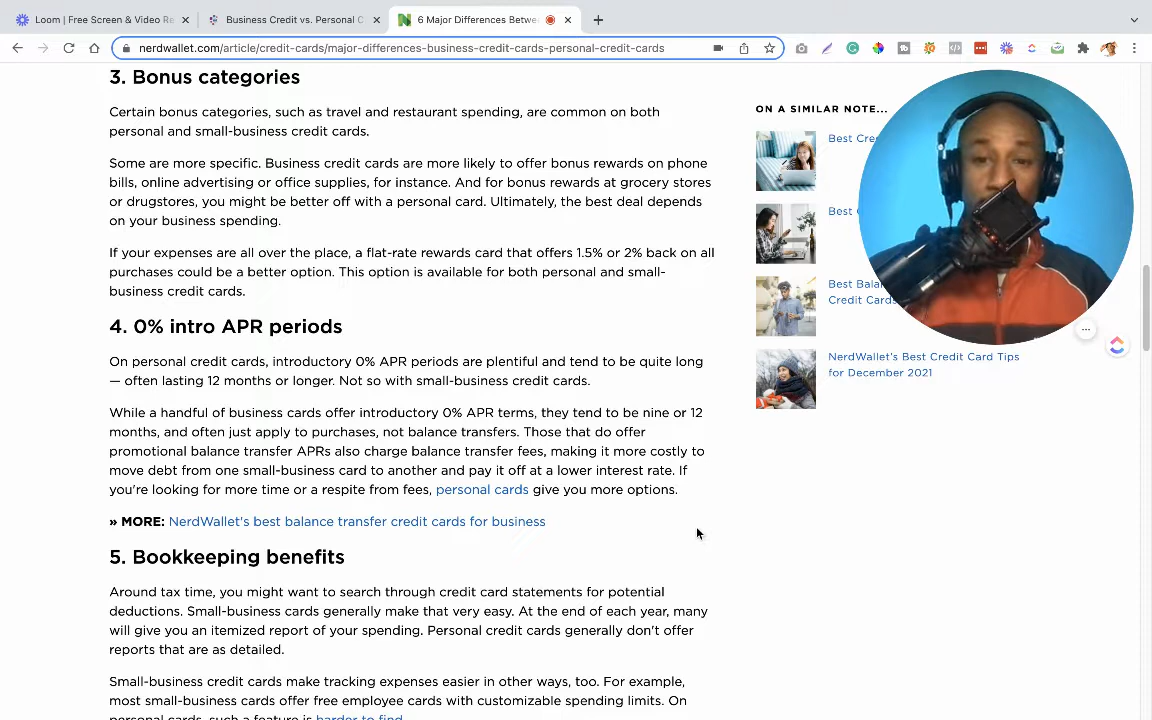 Loom | Free Screen & Video Re
Business Credit vs. Personal C
6 Major Differences Betwe
nerdwallet.com/article/credit-cards/major-differences-business-credit-cards-personal-credit-cards
3. Bonus categories
Certain bonus categories, such as travel and restaurant spending, are common on both
personal and small-business credit cards.
Some are more specific. Business credit cards are more likely to offer bonus rewards on phone
bills, online advertising or office supplies, for instance. And for bonus rewards at grocery stores
or drugstores, you might be better off with a personal card. Ultimately, the best deal depends
on your business spending.
If your expenses are all over the place, a flat-rate rewards card that offers 1.5% or 2% back on all
purchases could be a better option. This option is available for both personal and small-
business credit cards.
4. 0% intro APR periods
On personal credit cards, introductory 0% APR periods are plentiful and tend to be quite long
— often lasting 12 months or longer. Not so with small-business credit cards.
While a handful of business cards offer introductory 0% APR terms, they tend to be nine or 12
months, and often just apply to purchases, not balance transfers. Those that do offer
promotional balance transfer APRs also charge balance transfer fees, making it more costly to
move debt from one small-business card to another and pay it off at a lower interest rate. If
you're looking for more time or a respite from fees, personal cards give you more options.
» MORE: NerdWallet's best balance transfer credit cards for business
5. Bookkeeping benefits
Around tax time, you might want to search through credit card statements for potential
deductions. Small-business cards generally make that very easy. At the end of each year, many
will give you an itemized report of your spending. Personal credit cards generally don't offer
reports that are as detailed.
Small-business credit cards make tracking expenses easier in other ways, too. For example,
most small-business cards offer free employee cards with customizable spending limits. On
personal cards, such a feature is harder to find.
ON A SIMILAR NOTE...
Best Cre
Best
Best Bala
Credit Cards
NerdWallet's Best Credit Card Tips
for December 2021